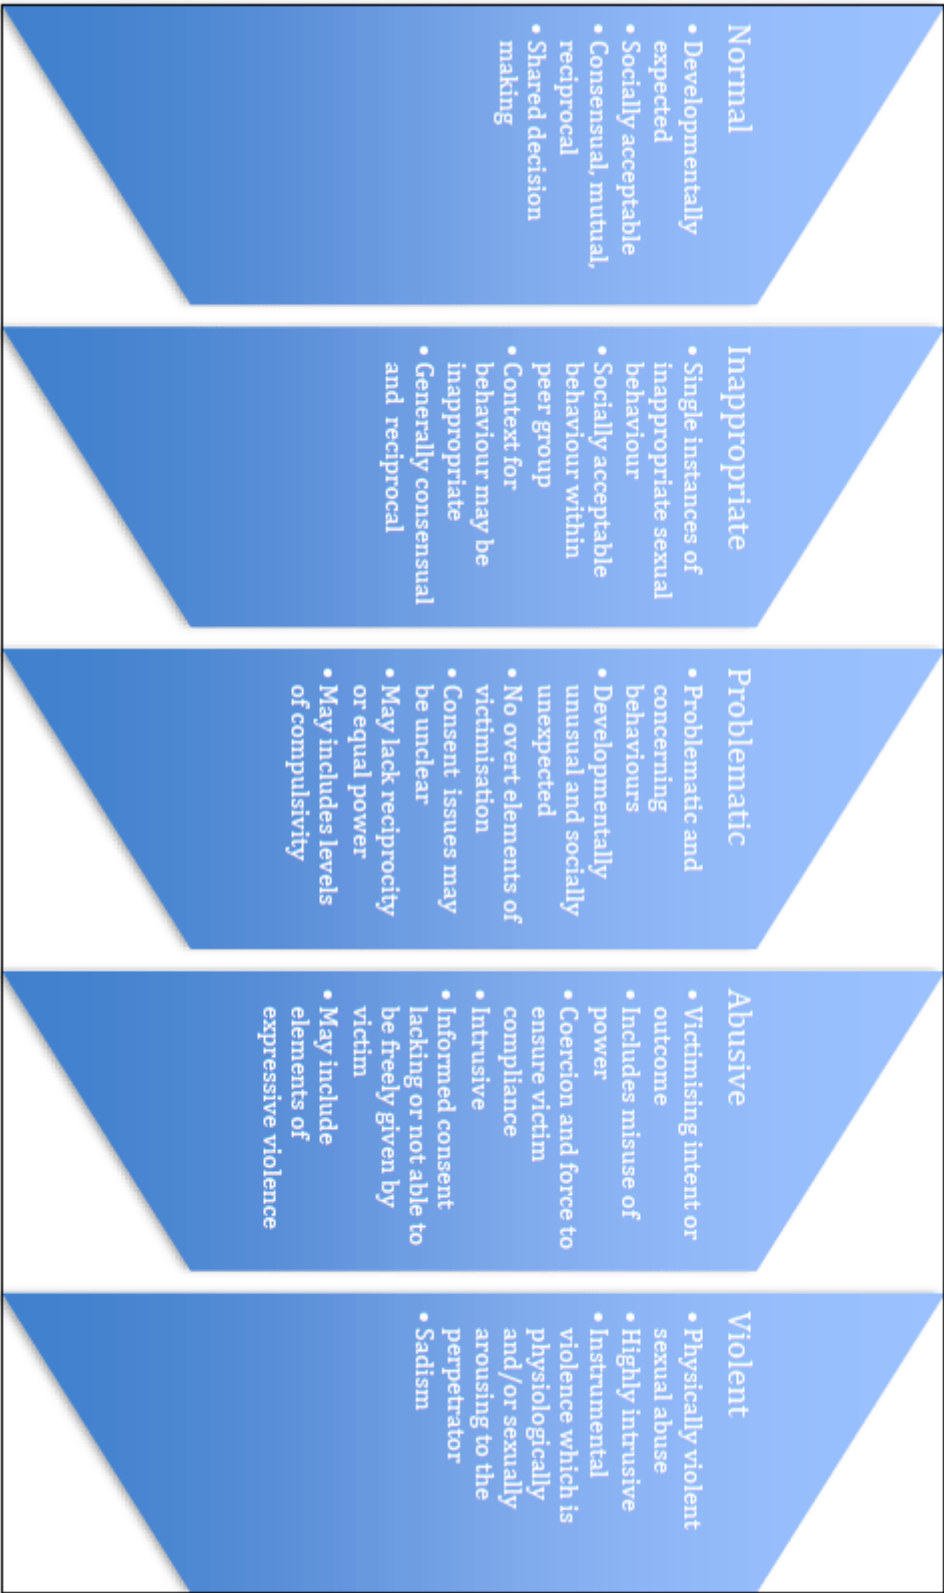 Normal
• Developmentally
expected
• Socially acceptable
• Consensual, mutual,
reciprocal
• Shared decision
making
Inappropriate
• Single instances of
inappropriate sexual
behaviour
• Socially acceptable
behaviour within
peer group
• Context for
behaviour may be
inappropriate
• Generally consensual
and reciprocal
Problematic
• Problematic and
concerning
behaviours
• Developmentally
unusual and socially
unexpected
• No overt elements of
victimisation
• Consent issues may
be unclear
• May lack reciprocity
or equal power
• May includes levels
of compulsivity
Abusive
• Victimising intent or
outcome
• Includes misuse of
power
• Coercion and force to
ensure victim
compliance
• Intrusive
• Informed consent
lacking or not able to
be freely given by
victim
• May include
elements of
expressive violence
Violent
• Physically violent
sexual abuse
• Highly intrusive
• Instrumental
violence which is
physiologically
and/or sexually
arousing to the
perpetrator
• Sadism